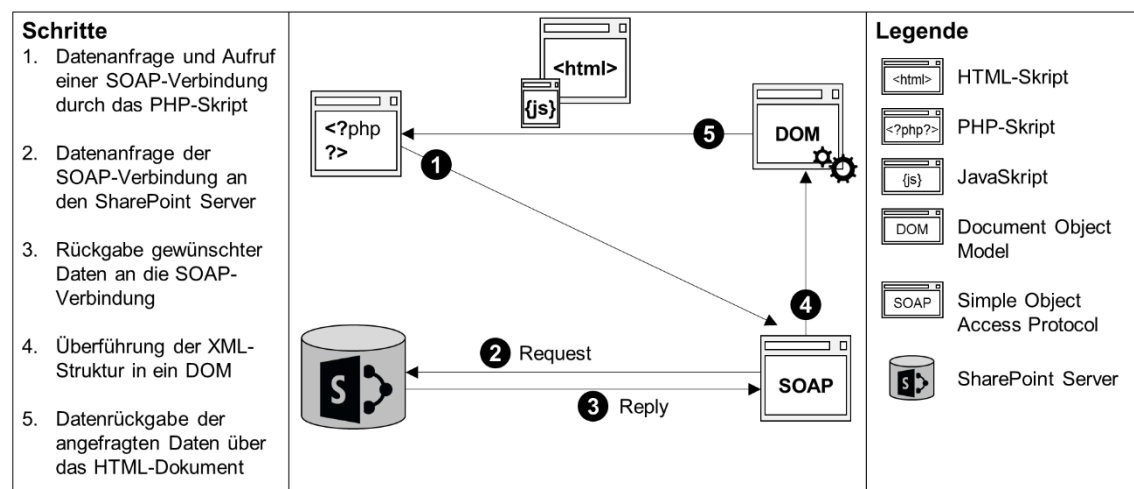 Schritte
1. Datenanfrage und Aufruf
einer SOAP-Verbindung
durch das PHP-Skript
2. Datenanfrage der
SOAP-Verbindung an
den SharePoint Server
3. Rückgabe gewünschter
Daten an die SOAP-
Verbindung
4. Überführung der XML-
Struktur in ein DOM
5. Datenrückgabe der
angefragten Daten über
das HTML-Dokument
<html>
{js}
<?php
?>
DOM
5
1
4
2 Request
3 Reply
S
SOAP
Legende
<html> HTML-Skript
<?php?> PHP-Skript
{js} JavaSkript
DOM Document Object
Model
SOAP Simple Object
Access Protocol
S SharePoint Server